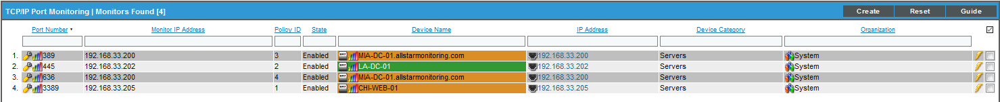 TCP/IP Port Monitoring | Monitors Found [4] Create Reset Guide
Port Number Monitor IP Address Policy ID State Device Name IP Address Device Category Organization
1. 389 192.168.33.200 3 Enabled MIA-DC-01.allstarmonitoring.com 192.168.33.200 Servers System
2. 445 192.168.33.202 2 Enabled LA-DC-01 192.168.33.202 Servers System
3. 636 192.168.33.200 4 Enabled MIA-DC-01.allstarmonitoring.com 192.168.33.200 Servers System
4. 3389 192.168.33.205 1 Enabled CHI-WEB-01 192.168.33.205 Servers System